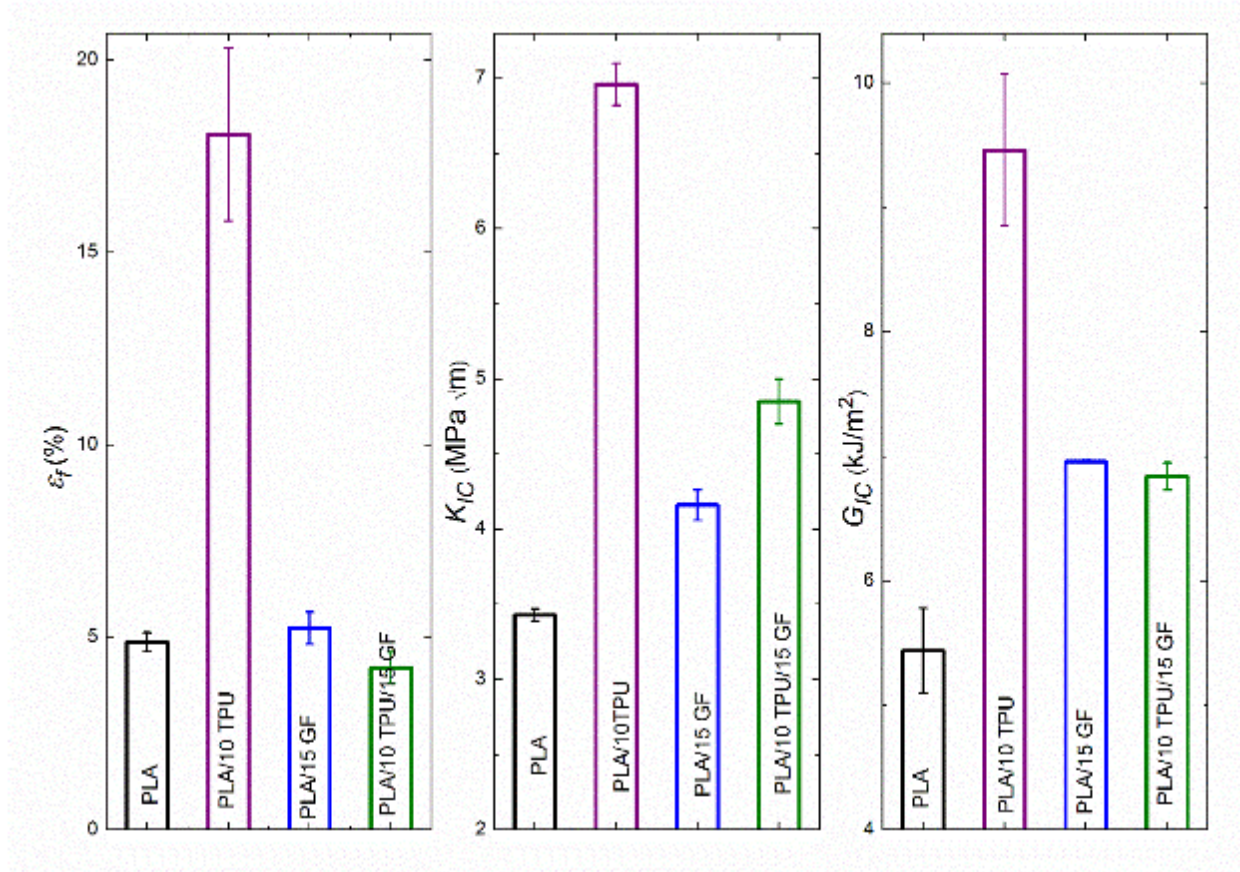 20
15
10
5
0
εf (%)
PLA
PLA/10 TPU
PLA/15 GF
PLA/10 TPU/15 GF
7
6
5
4
3
2
KIC (MPa √m)
PLA
PLA/10TPU
PLA/15 GF
PLA/10 TPU/15 GF
10
8
6
4
GIC (kJ/m²)
PLA
PLA/10 TPU
PLA/15 GF
PLA/10 TPU/15 GF